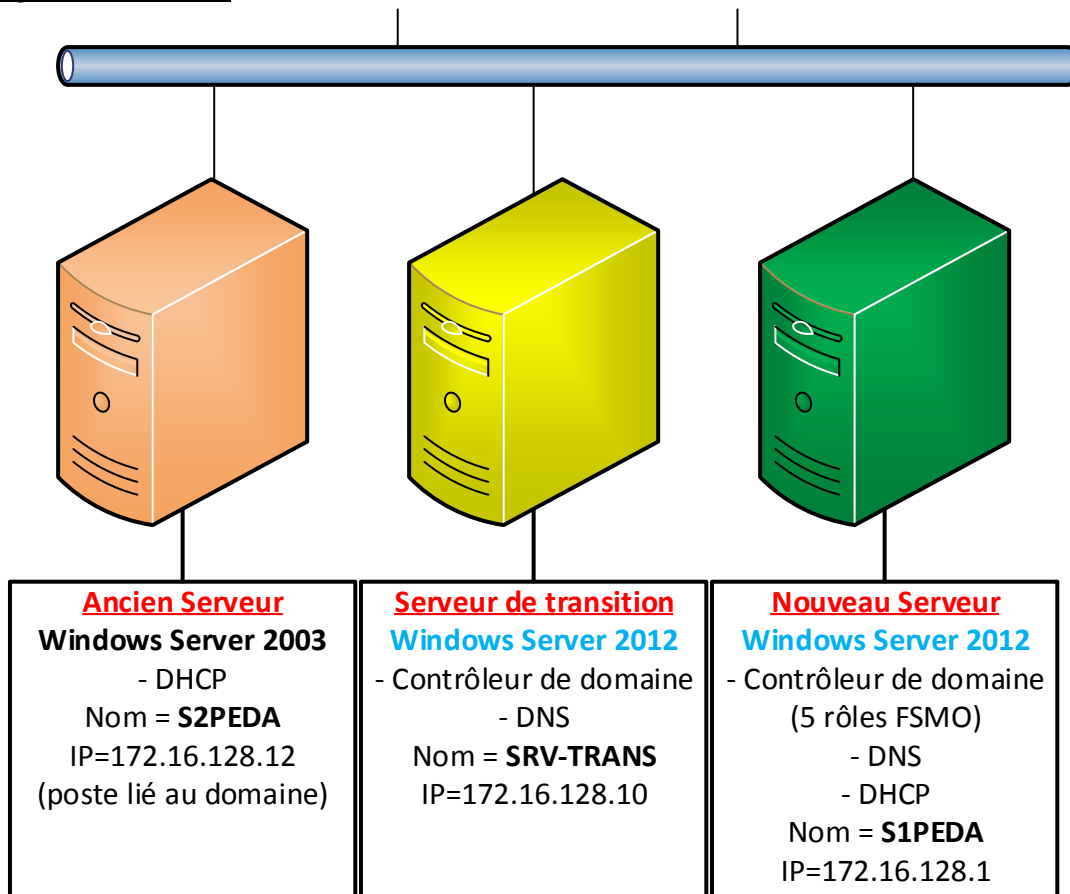 Ancien Serveur
Windows Server 2003
- DHCP
Nom = S2PEDA
IP=172.16.128.12
(poste lié au domaine)
Serveur de transition
Windows Server 2012
- Contrôleur de domaine
- DNS
Nom = SRV-TRANS
IP=172.16.128.10
Nouveau Serveur
Windows Server 2012
- Contrôleur de domaine
(5 rôles FSMO)
- DNS
- DHCP
Nom = S1PEDA
IP=172.16.128.1